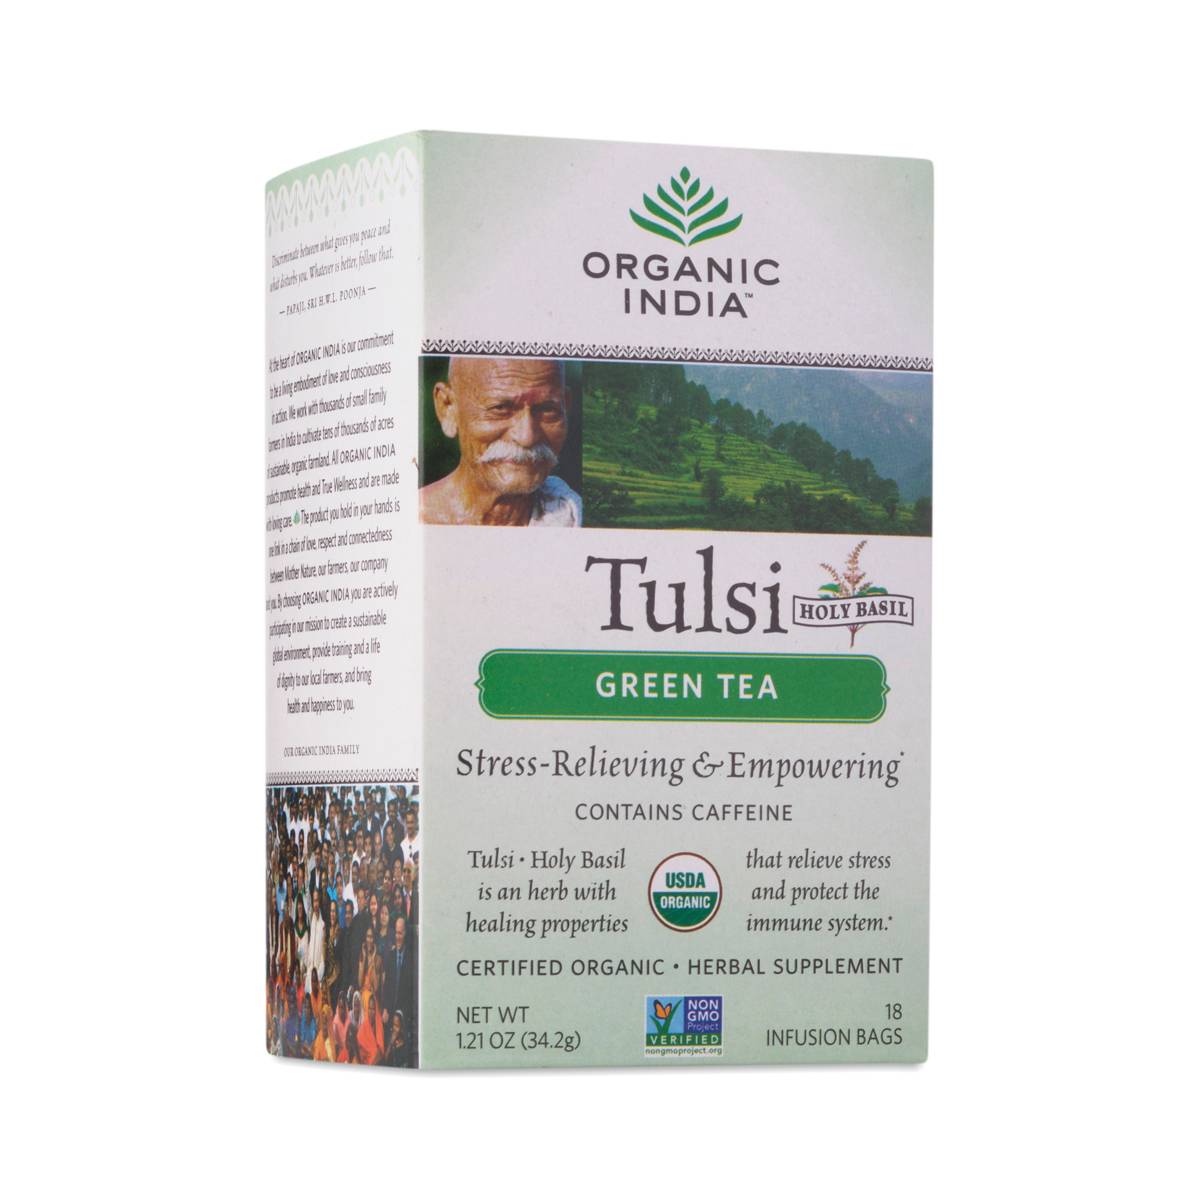 ORGANIC
INDIA™
Tulsi
HOLY BASIL
GREEN TEA
Stress-Relieving & Empowering*
CONTAINS CAFFEINE
Tulsi • Holy Basil
is an herb with
healing properties
USDA
ORGANIC
that relieve stress
and protect the
immune system.*
CERTIFIED ORGANIC • HERBAL SUPPLEMENT
NET WT
1.21 OZ (34.2g)
NON
GMO
Project
VERIFIED
nongmoproject.org
18
INFUSION BAGS
Discriminate between what gives you peace and
what disturbs you. Whatever is better, follow that.
— PAPAJI, SRI H.W.L. POONJA —
At the heart of ORGANIC INDIA is our commitment
to be a living embodiment of love and consciousness
in action. We work with thousands of small family
farmers in India to cultivate tens of thousands of acres
of sustainable organic farmland. All ORGANIC INDIA
products promote health and True Wellness and are made
with loving care. The product you hold in your hands is
one link in a chain of love, respect and connectedness
between Mother Nature, our farmers, our company
and you. By choosing ORGANIC INDIA you are actively
participating in our mission to create a sustainable
global environment, provide training and a life
of dignity to our local farmers, and bring
health and happiness to you.
OUR ORGANIC INDIA FAMILY